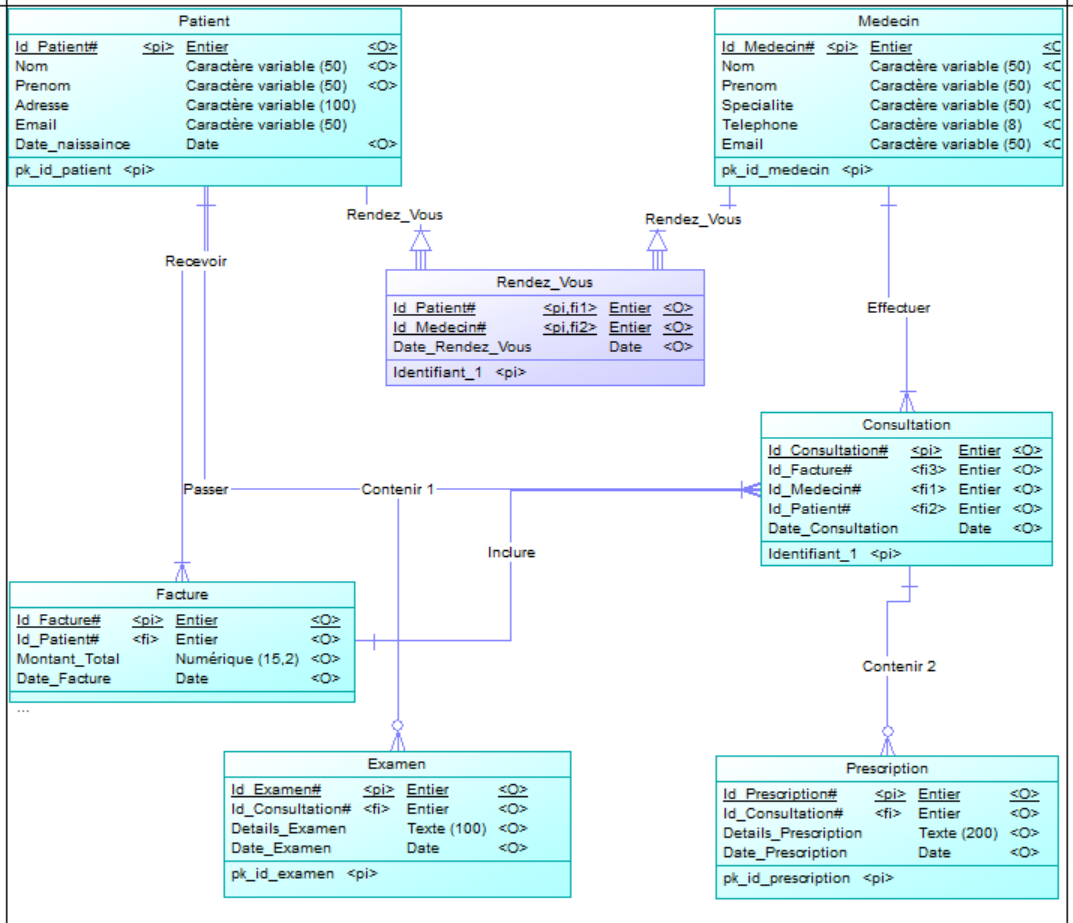 Patient
Id_Patient# <pi> Entier <O>
Nom Caractère variable (50) <O>
Prenom Caractère variable (50) <O>
Adresse Caractère variable (100)
Email Caractère variable (50)
Date_naissaince Date <O>
pk_id_patient <pi>
Medecin
Id_Medecin# <pi> Entier <O
Nom Caractère variable (50) <O
Prenom Caractère variable (50) <O
Specialite Caractère variable (50) <O
Telephone Caractère variable (8) <O
Email Caractère variable (50) <O
pk_id_medecin <pi>
Rendez_Vous
Rendez_Vous
Recevoir
Rendez_Vous
Id_Patient# <pi,fi1> Entier <O>
Id_Medecin# <pi,fi2> Entier <O>
Date_Rendez_Vous Date <O>
Identifiant_1 <pi>
Effectuer
Consultation
Id_Consultation# <pi> Entier <O>
Id_Facture# <fi3> Entier <O>
Id_Medecin# <fi1> Entier <O>
Id_Patient# <fi2> Entier <O>
Date_Consultation Date <O>
Identifiant_1 <pi>
Passer
Contenir 1
Inclure
Facture
Id_Facture# <pi> Entier <O>
Id_Patient# <fi> Entier <O>
Montant_Total Numérique (15,2) <O>
Date_Facture Date <O>
...
Contenir 2
Examen
Id_Examen# <pi> Entier <O>
Id_Consultation# <fi> Entier <O>
Details_Examen Texte (100) <O>
Date_Examen Date <O>
pk_id_examen <pi>
Prescription
Id_Prescription# <pi> Entier <O>
Id_Consultation# <fi> Entier <O>
Details_Prescription Texte (200) <O>
Date_Prescription Date <O>
pk_id_prescription <pi>